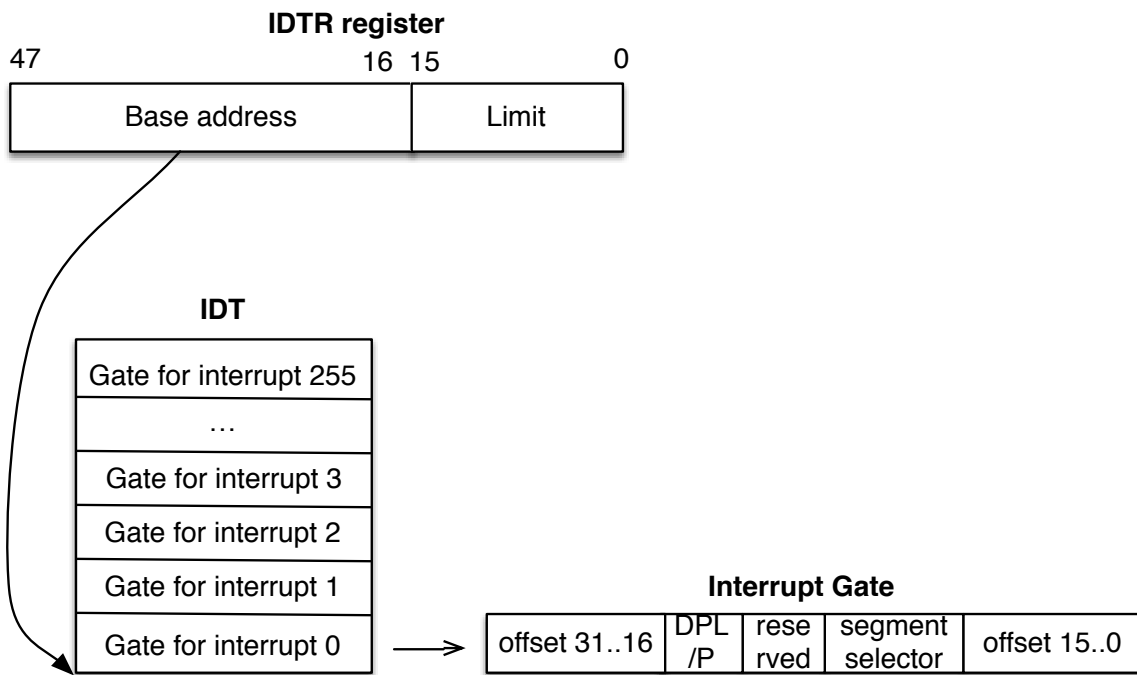 IDTR register
47 16 15 0
Base address Limit
IDT
Gate for interrupt 255
…
Gate for interrupt 3
Gate for interrupt 2
Gate for interrupt 1
Gate for interrupt 0
Interrupt Gate
offset 31..16
DPL
/P
rese
rved
segment
selector
offset 15..0